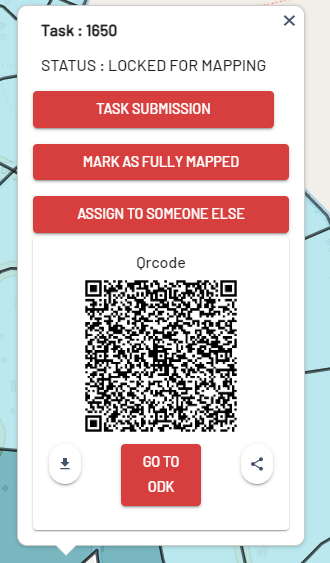 Task : 1650
STATUS : LOCKED FOR MAPPING
TASK SUBMISSION
MARK AS FULLY MAPPED
ASSIGN TO SOMEONE ELSE
Qrcode
GO TO
ODK